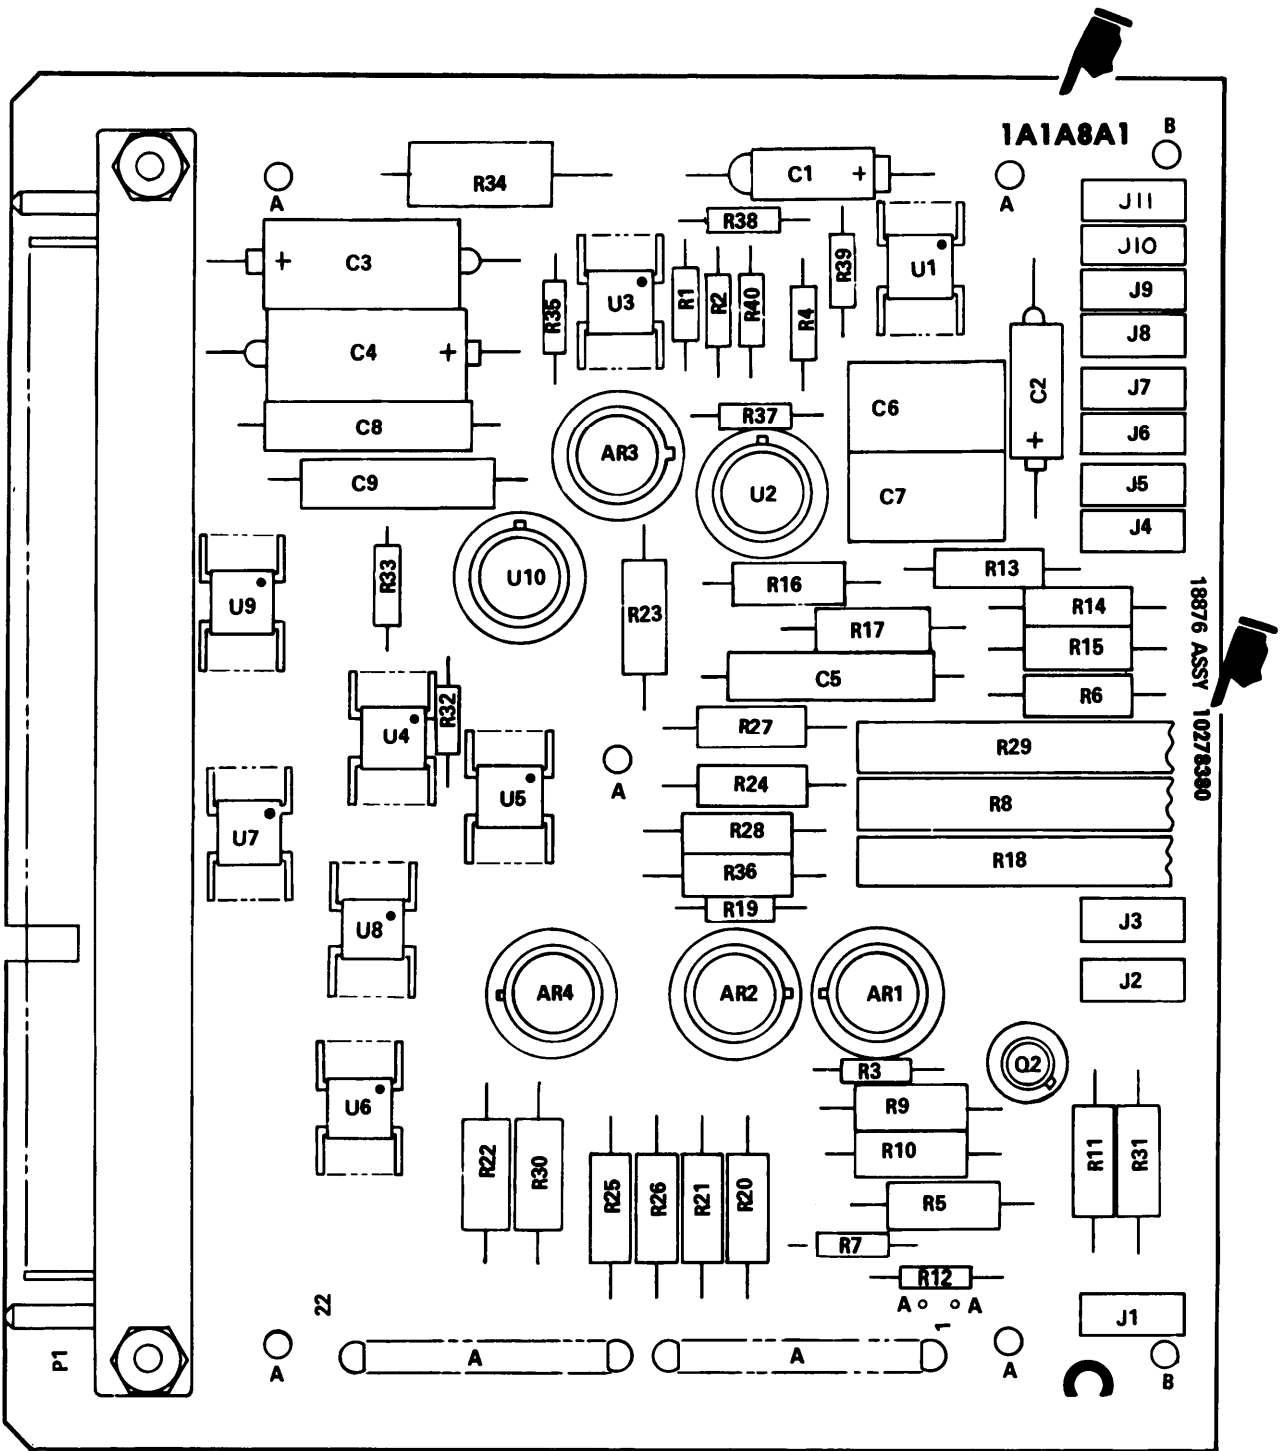 1A1A8A1
B
A
R34
C1 +
A
J11
R38
J10
+ C3
R39
U1
J9
R35
U3
R1
R2
R40
R4
J8
C4 +
C6
C2 +
J7
C8
R37
J6
AR3
C9
U2
C7
J5
J4
U10
R33
R16
R13
U9
R23
R14
18876 ASSY 10278380
R17
R15
C5
R6
R32
U4
R27
R29
A
R24
U5
R8
U7
R28
R18
R36
R19
U8
J3
AR4
AR2
AR1
J2
Q2
R3
U6
R9
R22
R30
R10
R11
R31
R25
R26
R21
R20
R5
R7
R12
A A
22
1
J1
P1
A
A
A
A
B